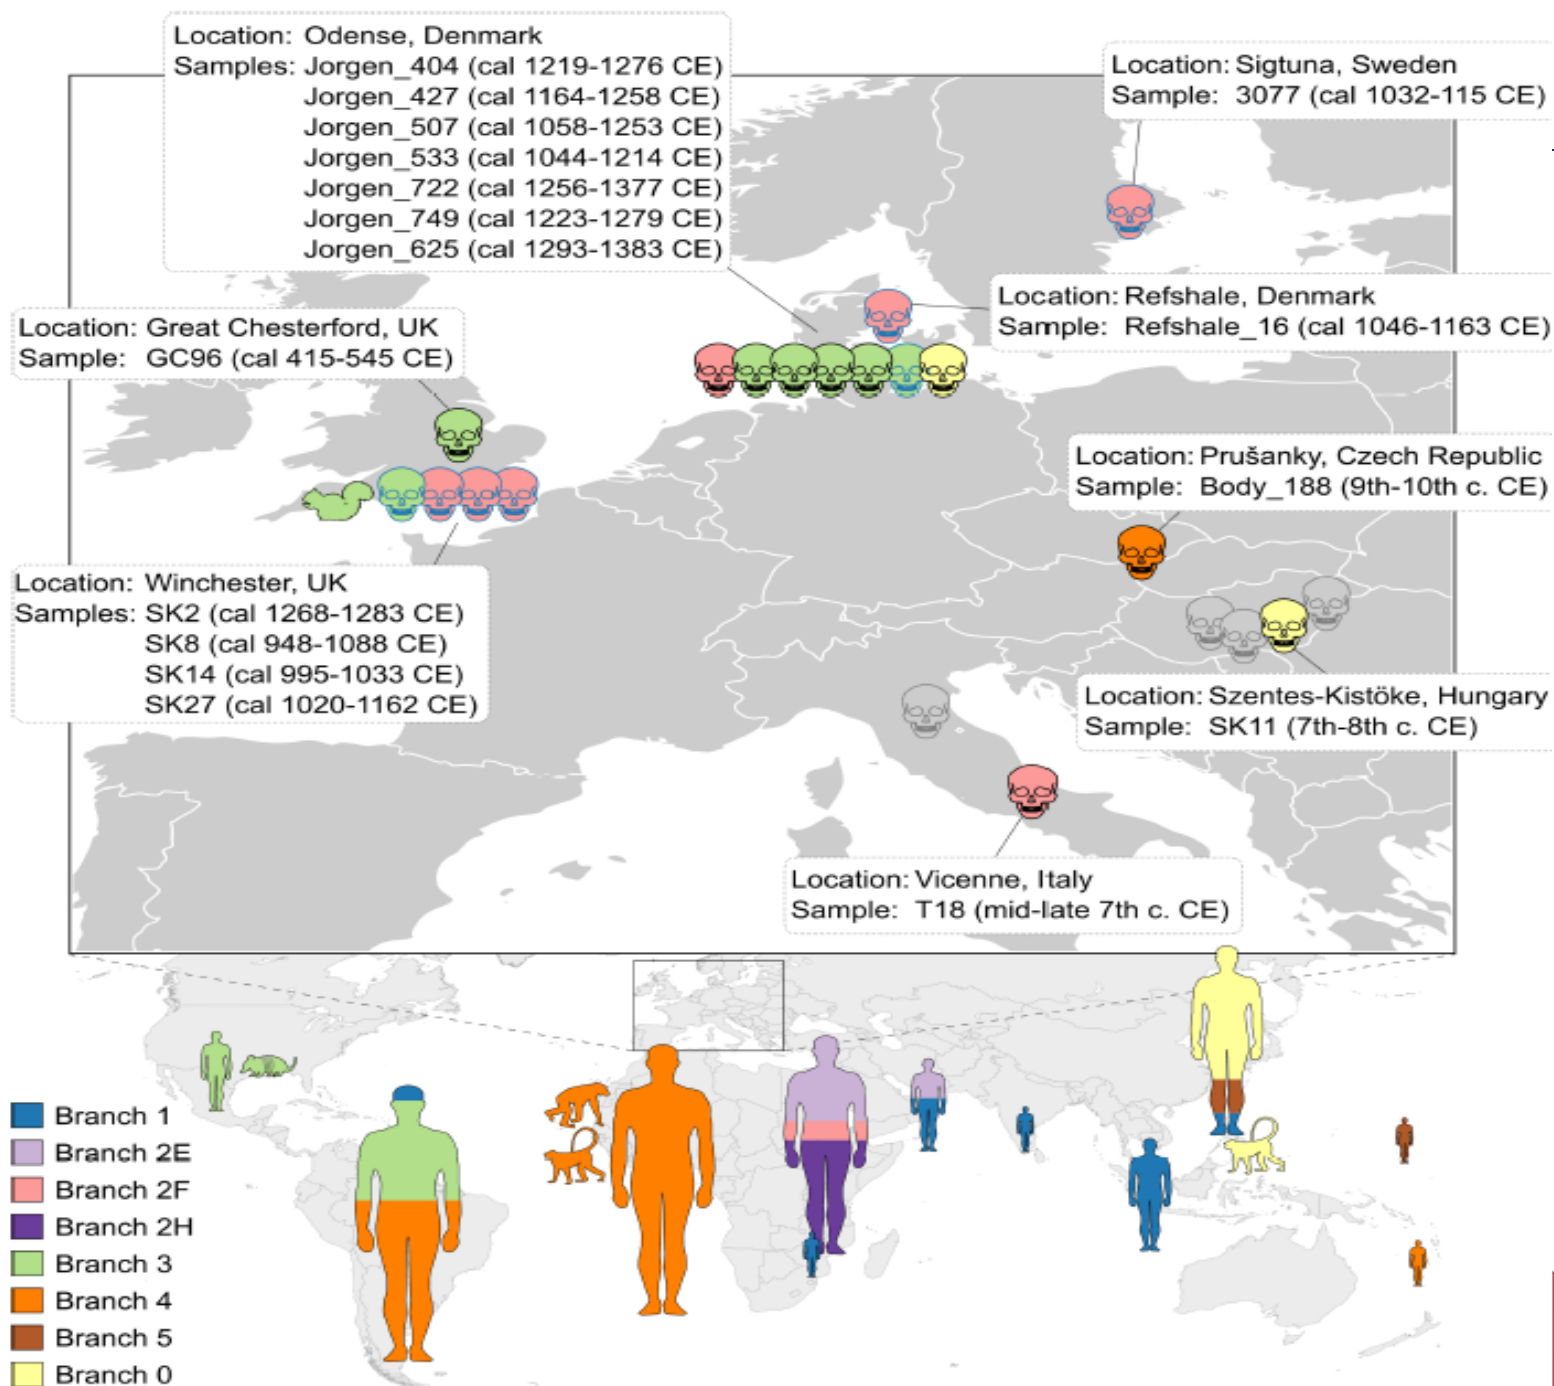 Location: Odense, Denmark
Samples: Jorgen_404 (cal 1219-1276 CE)
Jorgen_427 (cal 1164-1258 CE)
Jorgen_507 (cal 1058-1253 CE)
Jorgen_533 (cal 1044-1214 CE)
Jorgen_722 (cal 1256-1377 CE)
Jorgen_749 (cal 1223-1279 CE)
Jorgen_625 (cal 1293-1383 CE)
Location: Sigtuna, Sweden
Sample: 3077 (cal 1032-115 CE)
Location: Refshale, Denmark
Sample: Refshale_16 (cal 1046-1163 CE)
Location: Great Chesterford, UK
Sample: GC96 (cal 415-545 CE)
Location: Prušanky, Czech Republic
Sample: Body_188 (9th-10th c. CE)
Location: Winchester, UK
Samples: SK2 (cal 1268-1283 CE)
SK8 (cal 948-1088 CE)
SK14 (cal 995-1033 CE)
SK27 (cal 1020-1162 CE)
Location: Szentes-Kistöke, Hungary
Sample: SK11 (7th-8th c. CE)
Location: Vicenne, Italy
Sample: T18 (mid-late 7th c. CE)
Branch 1
Branch 2E
Branch 2F
Branch 2H
Branch 3
Branch 4
Branch 5
Branch 0